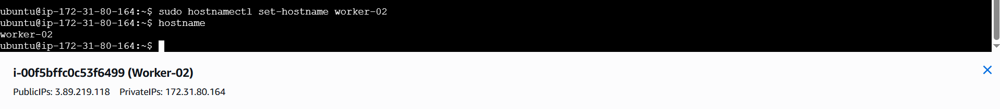 ubuntu@ip-172-31-80-164:~$ sudo hostnamectl set-hostname worker-02
ubuntu@ip-172-31-80-164:~$ hostname
worker-02
ubuntu@ip-172-31-80-164:~$
i-00f5bffc0c53f6499 (Worker-02)
PublicIPs: 3.89.219.118 PrivateIPs: 172.31.80.164